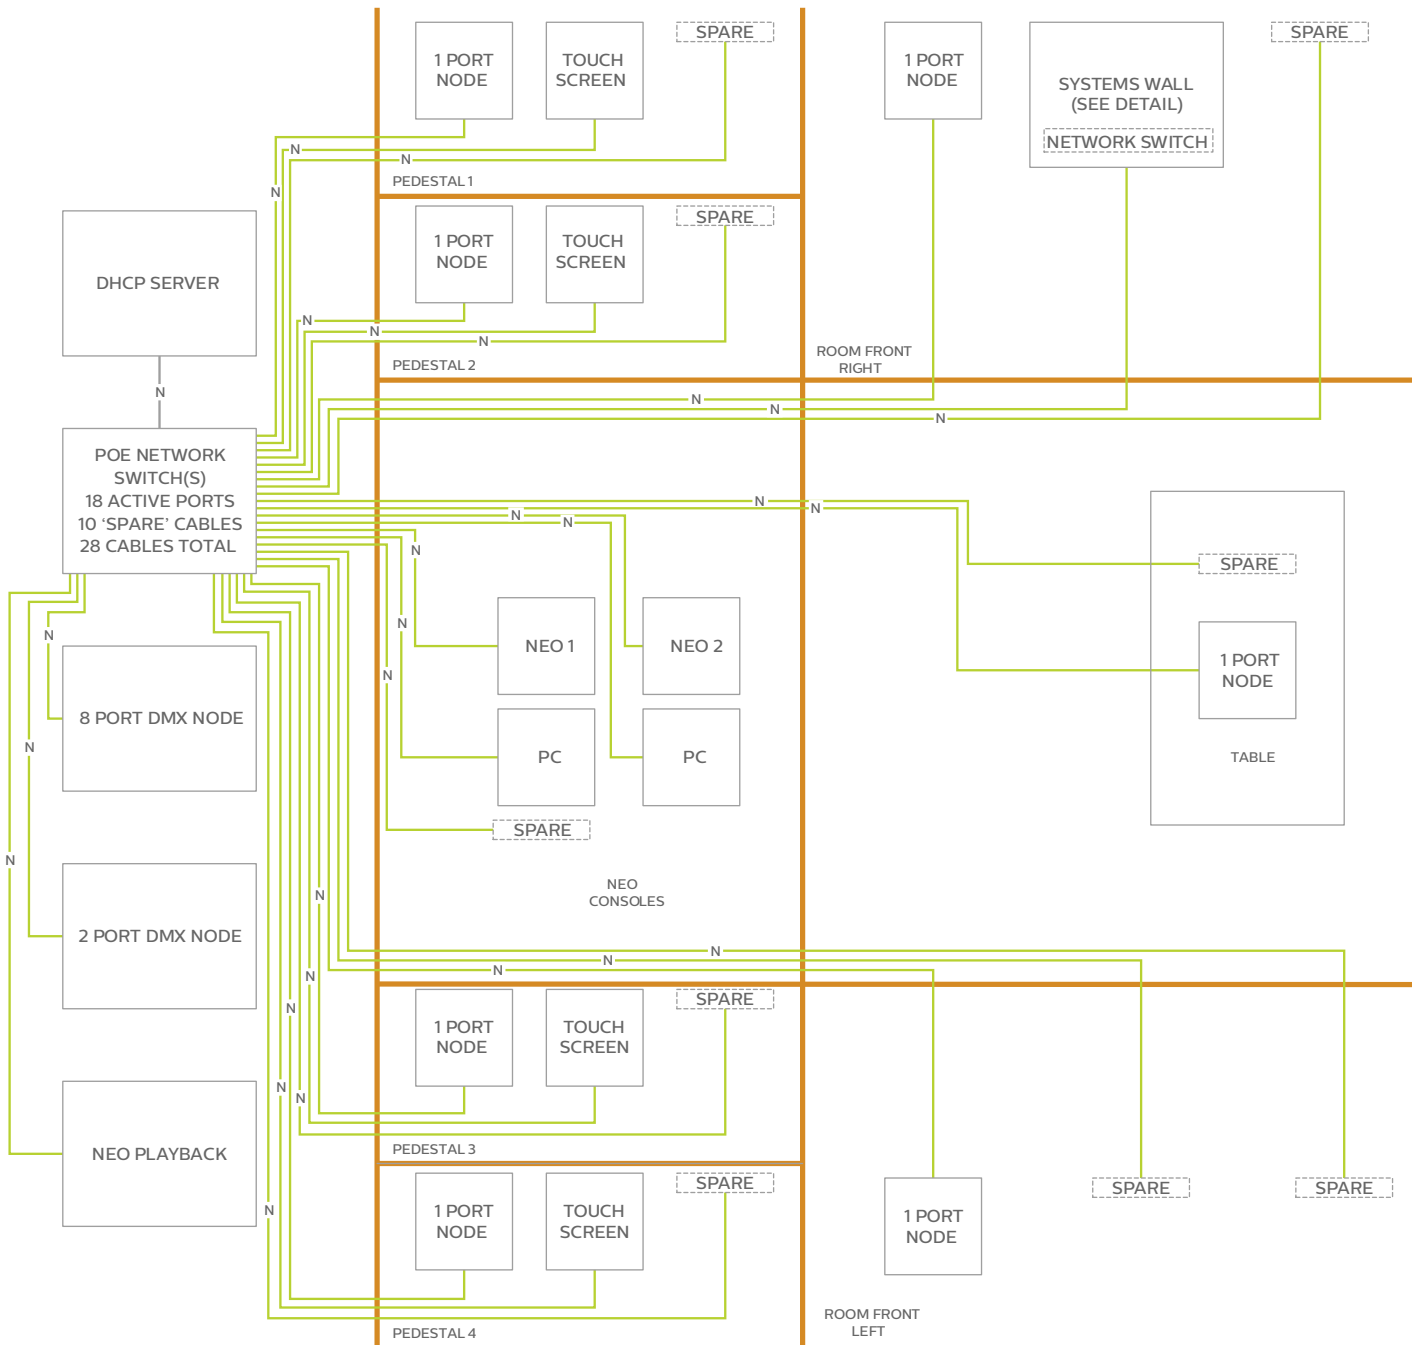 1 PORT
NODE
TOUCH
SCREEN
SPARE
N
N
N
N
PEDESTAL 1
1 PORT
NODE
SYSTEMS WALL
(SEE DETAIL)
NETWORK SWITCH
SPARE
ROOM FRONT
RIGHT
1 PORT
NODE
TOUCH
SCREEN
SPARE
N
N
N
PEDESTAL 2
DHCP SERVER
N
POE NETWORK
SWITCH(S)
18 ACTIVE PORTS
10 ‘SPARE’ CABLES
28 CABLES TOTAL
N
N
N
N
N
N
N
N
N
N
SPARE
1 PORT
NODE
TABLE
NEO 1
NEO 2
PC
PC
SPARE
NEO
CONSOLES
N
8 PORT DMX NODE
N
2 PORT DMX NODE
N
NEO PLAYBACK
N
N
N
N
N
N
N
N
N
1 PORT
NODE
TOUCH
SCREEN
SPARE
PEDESTAL 3
1 PORT
NODE
TOUCH
SCREEN
SPARE
PEDESTAL 4
1 PORT
NODE
SPARE
SPARE
ROOM FRONT
LEFT